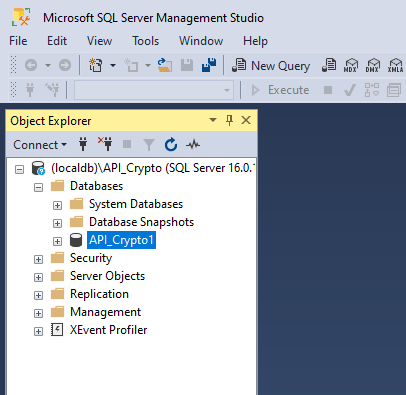 Microsoft SQL Server Management Studio
File Edit View Tools Window Help
New Query MDX DMX XMLA
Execute
Object Explorer
Connect
(localdb)\API_Crypto (SQL Server 16.0.1
Databases
System Databases
Database Snapshots
API_Crypto1
Security
Server Objects
Replication
Management
XEvent Profiler